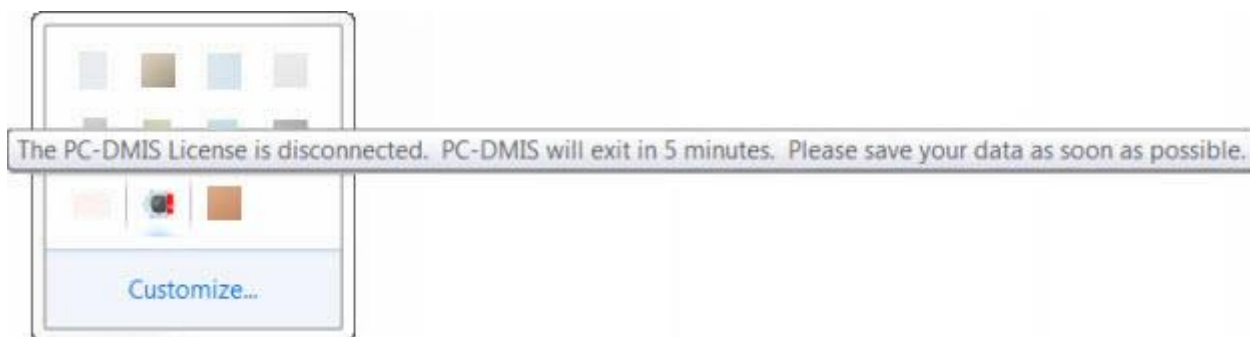 The PC-DMIS License is disconnected.  PC-DMIS will exit in 5 minutes.  Please save your data as soon as possible.
Customize...